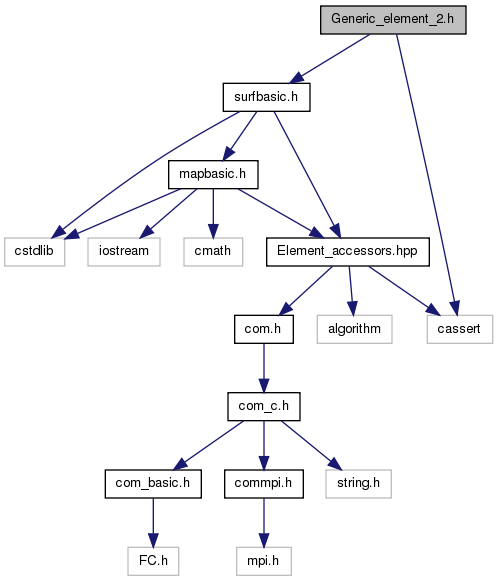 Generic_element_2.h
surfbasic.h
mapbasic.h
cstdlib
iostream
cmath
Element_accessors.hpp
com.h
algorithm
cassert
com_c.h
com_basic.h
commpi.h
string.h
FC.h
mpi.h